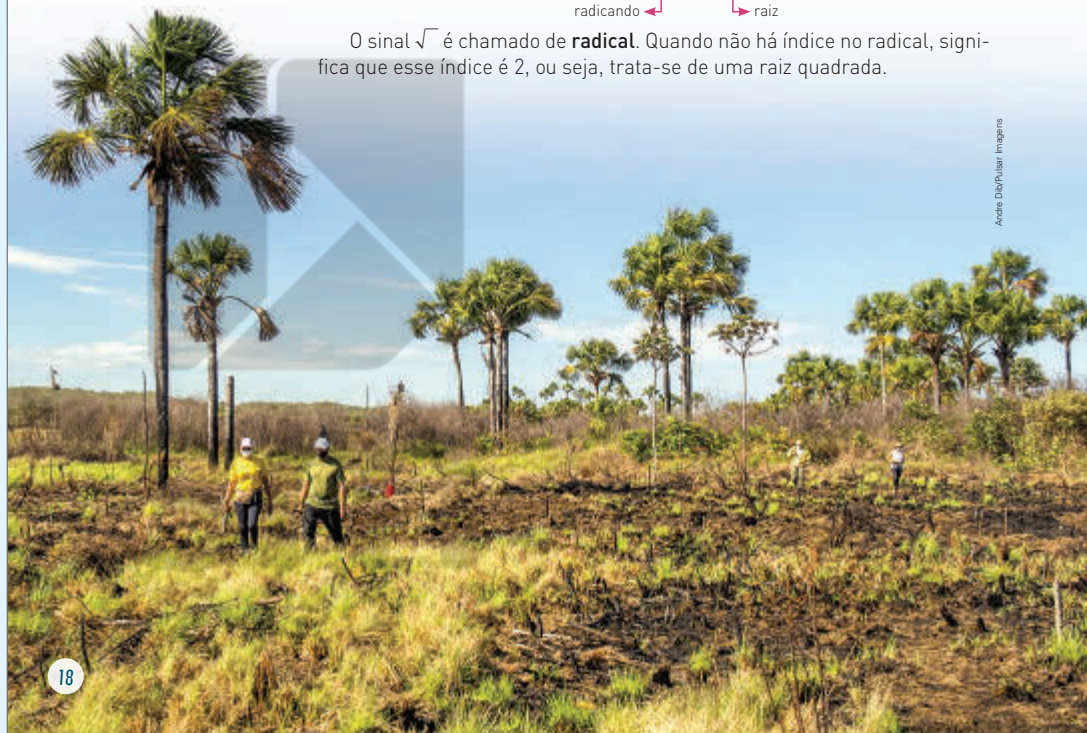 radicando raiz
O sinal √ é chamado de radical. Quando não há índice no radical, signi-
fica que esse índice é 2, ou seja, trata-se de uma raiz quadrada.
Andre Dib/Pulsar Imagens
18